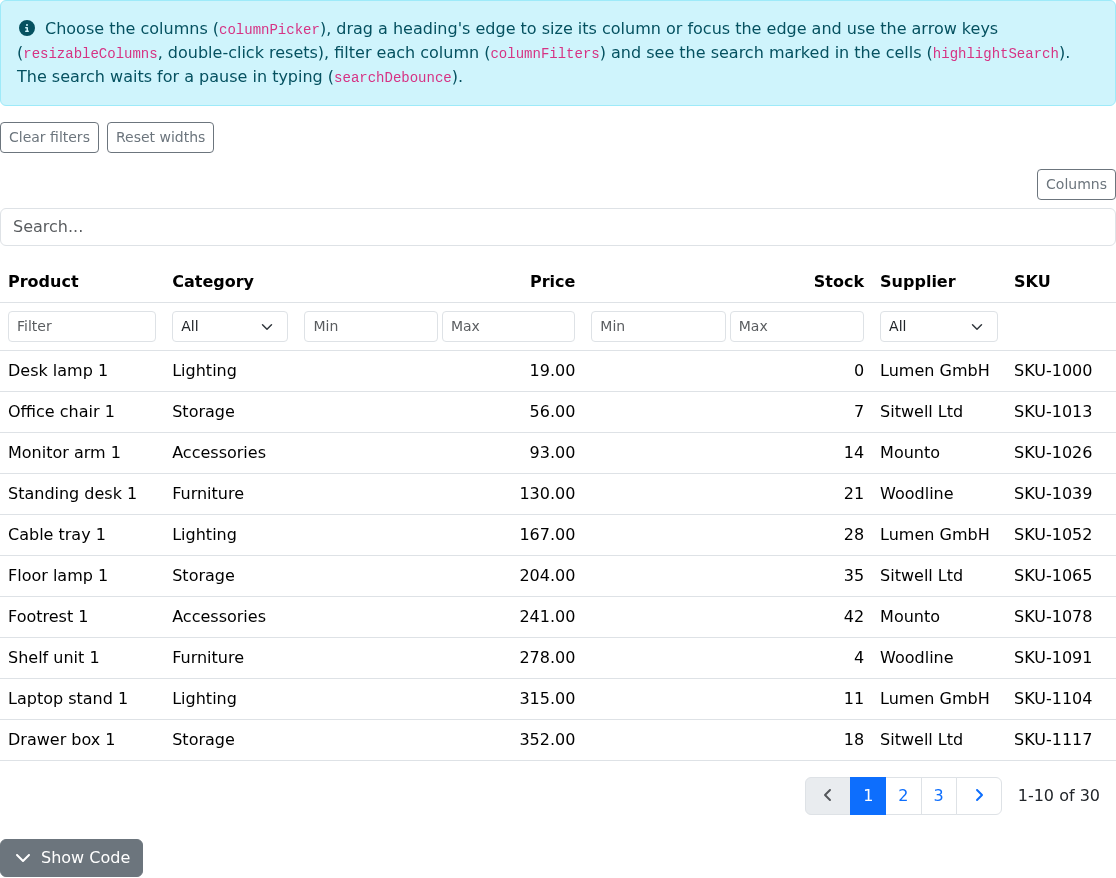 Choose the columns (columnPicker), drag a heading's edge to size its column or focus the edge and use the arrow keys
(resizableColumns, double-click resets), filter each column (columnFilters) and see the search marked in the cells (highlightSearch).
The search waits for a pause in typing (searchDebounce).
Clear filters Reset widths
Columns
Search...
Product Category Price Stock Supplier SKU
Filter All Min Max Min Max All
Desk lamp 1 Lighting 19.00 0 Lumen GmbH SKU-1000
Office chair 1 Storage 56.00 7 Sitwell Ltd SKU-1013
Monitor arm 1 Accessories 93.00 14 Mounto SKU-1026
Standing desk 1 Furniture 130.00 21 Woodline SKU-1039
Cable tray 1 Lighting 167.00 28 Lumen GmbH SKU-1052
Floor lamp 1 Storage 204.00 35 Sitwell Ltd SKU-1065
Footrest 1 Accessories 241.00 42 Mounto SKU-1078
Shelf unit 1 Furniture 278.00 4 Woodline SKU-1091
Laptop stand 1 Lighting 315.00 11 Lumen GmbH SKU-1104
Drawer box 1 Storage 352.00 18 Sitwell Ltd SKU-1117
1 2 3 1-10 of 30
Show Code